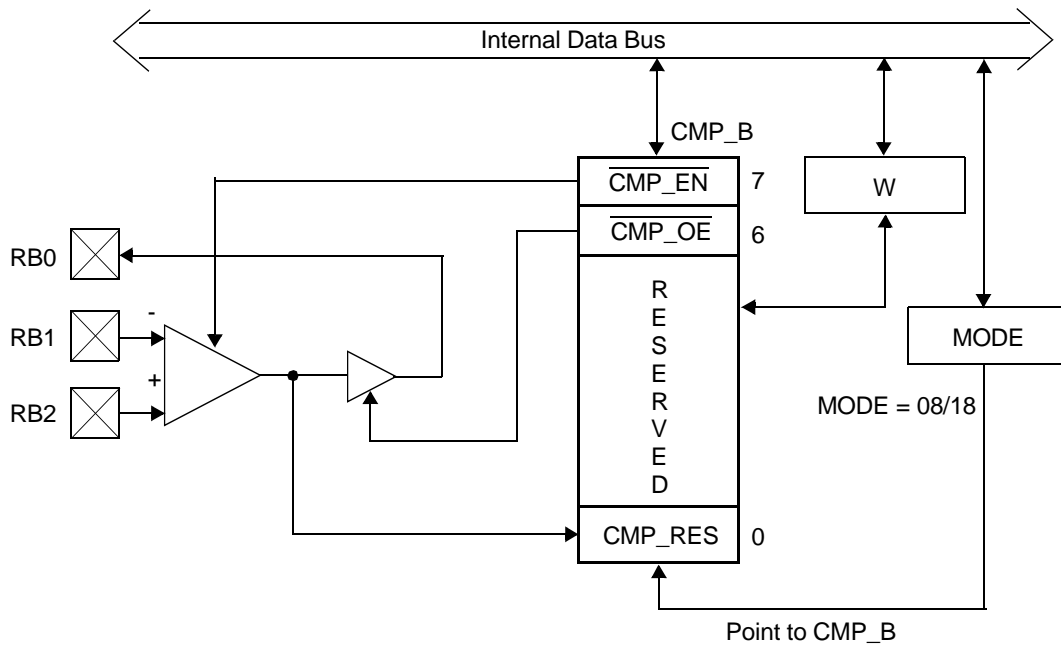 Internal Data Bus
CMP_B
CMP_EN 7
W
CMP_OE 6
RB0
R
E
S
E
R
V
E
D
-
RB1
MODE
+
RB2
MODE = 08/18
CMP_RES 0
Point to CMP_B